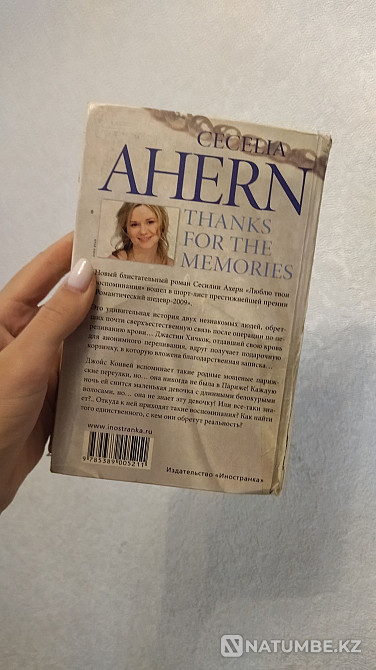 CECELIA
AHERN
THANKS
FOR THE
MEMORIES
Новый блистательный роман Сесилии Ахерн «Люблю твои
воспоминания» вошел в шорт-лист престижнейшей премии
«Романтический шедевр-2009».
Это удивительная история двух незнакомых людей, обрет-
ших почти сверхъестественную связь после операции по пе-
реливанию крови... Джастин Хичкок, отдавший свою кровь
для анонимного переливания, вдруг получает подарочную
корзинку, в которую вложена благодарственная записка...
Джойс Конвей вспоминает такие родные мощеные париж-
ские переулки, но... она никогда не была в Париже! Каждую
ночь ей снится маленькая девочка с длинными белокурыми
волосами, но... она не знает эту девочку! Или все-таки зна-
ет?.. Откуда к ней приходят такие воспоминания? Как найти
того единственного, с кем они обретут реальность?
www.inostranka.ru
9 785389 005211
Издательство «Иностранка»
NATUMBE.KZ